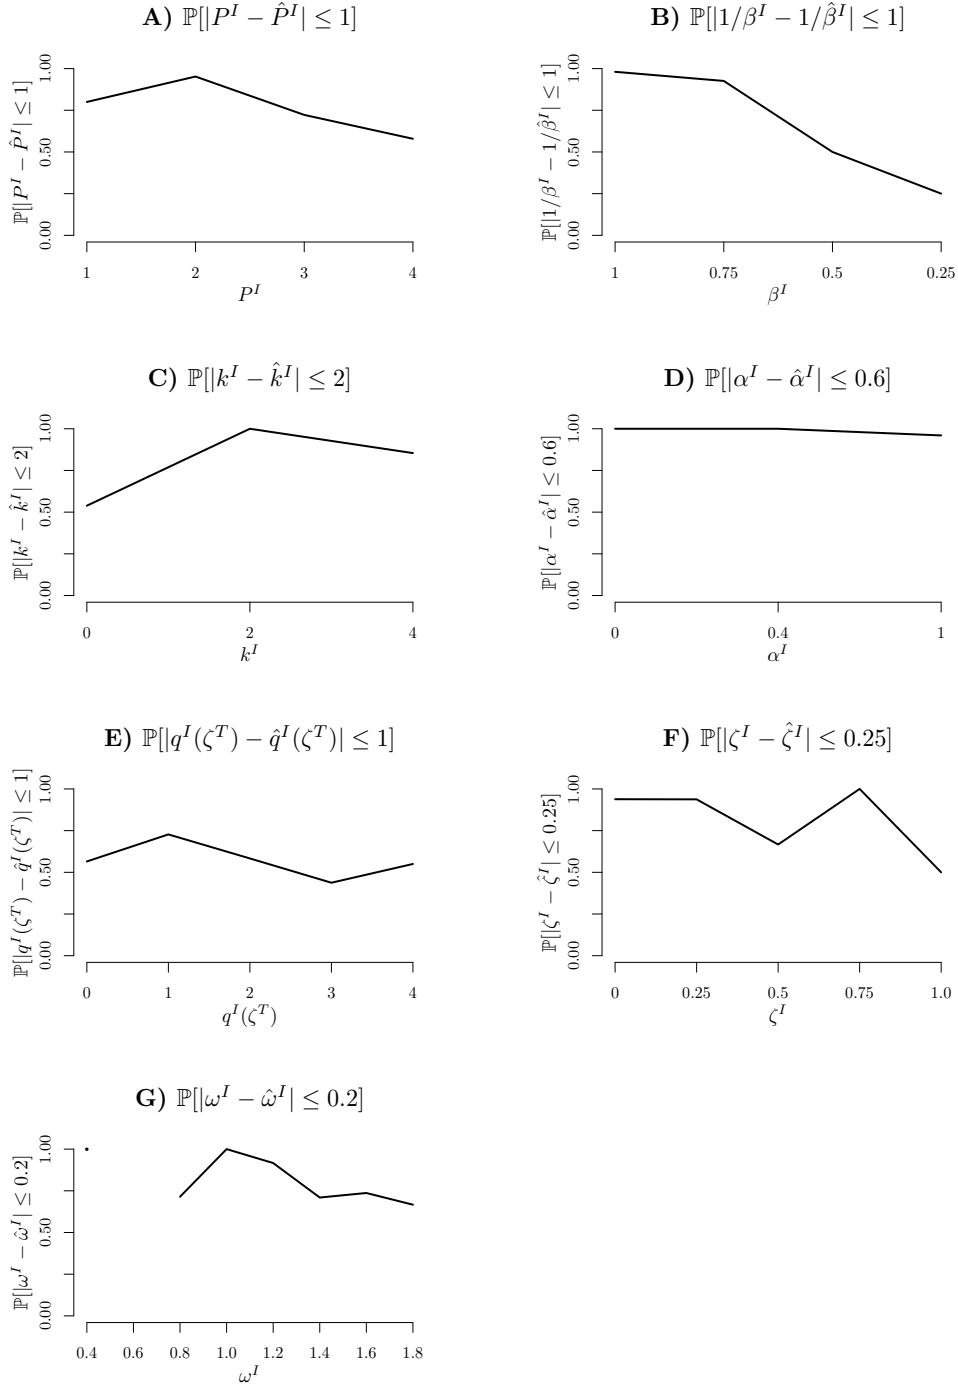 A) ℙ[|P^I − P̂^I| ≤ 1]
ℙ[|P^I − P̂^I| ≤ 1]
1.00
0.50
0.00
1 2 3 4
P^I
B) ℙ[|1/β^I − 1/β̂^I| ≤ 1]
ℙ[|1/β^I − 1/β̂^I| ≤ 1]
1.00
0.50
0.00
1 0.75 0.5 0.25
β^I
C) ℙ[|k^I − k̂^I| ≤ 2]
ℙ[|k^I − k̂^I| ≤ 2]
1.00
0.50
0.00
0 2 4
k^I
D) ℙ[|α^I − α̂^I| ≤ 0.6]
ℙ[|α^I − α̂^I| ≤ 0.6]
1.00
0.50
0.00
0 0.4 1
α^I
E) ℙ[|q^I(ζ^T) − q̂^I(ζ^T)| ≤ 1]
ℙ[|q^I(ζ^T) − q̂^I(ζ^T)| ≤ 1]
1.00
0.50
0.00
0 1 2 3 4
q^I(ζ^T)
F) ℙ[|ζ^I − ζ̂^I| ≤ 0.25]
ℙ[|ζ^I − ζ̂^I| ≤ 0.25]
1.00
0.50
0.00
0 0.25 0.5 0.75 1.0
ζ^I
G) ℙ[|ω^I − ω̂^I| ≤ 0.2]
ℙ[|ω^I − ω̂^I| ≤ 0.2]
1.00
0.50
0.00
0.4 0.6 0.8 1.0 1.2 1.4 1.6 1.8
ω^I